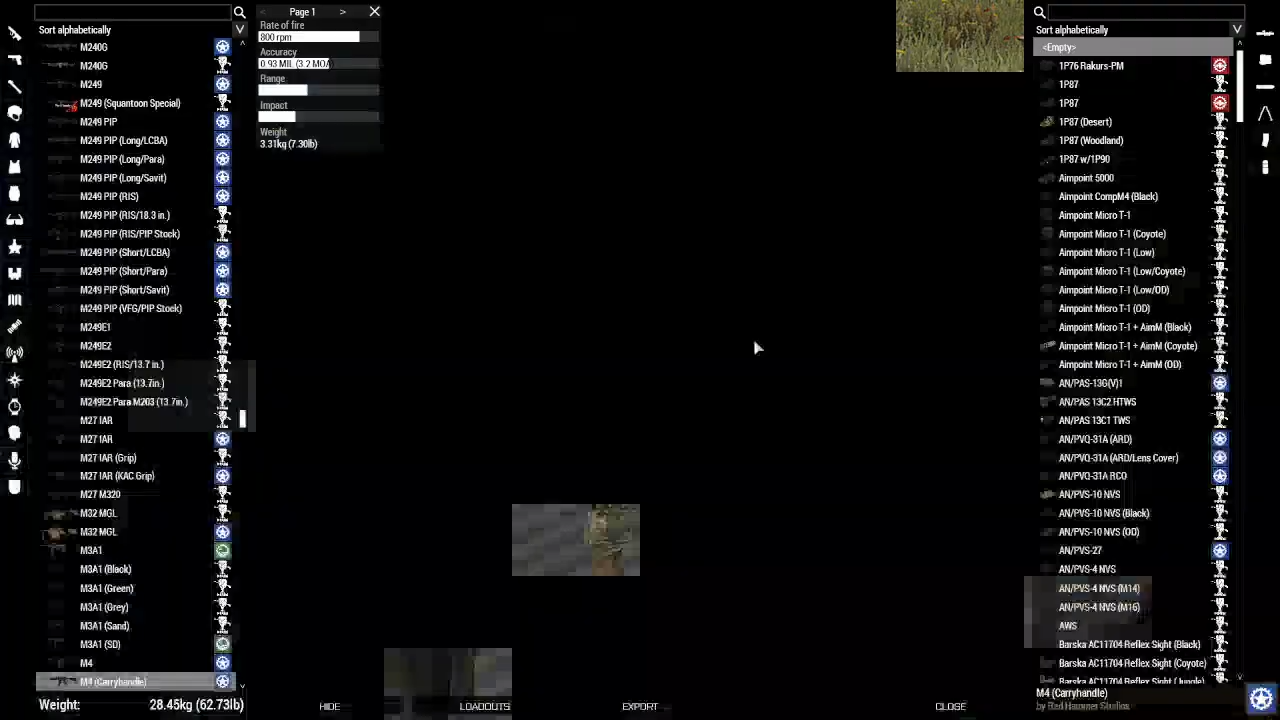 Sort alphabetically
M240G
M240G
M249
M249 (Squantoon Special)
M249 PIP
M249 PIP (Long/LCBA)
M249 PIP (Long/Para)
M249 PIP (Long/Savit)
M249 PIP (RIS)
M249 PIP (RIS/18.3 in.)
M249 PIP (RIS/PIP Stock)
M249 PIP (Short/LCBA)
M249 PIP (Short/Para)
M249 PIP (Short/Savit)
M249 PIP (VFG/PIP Stock)
M249E1
M249E2
M249E2 (RIS/13.7 in.)
M249E2 Para (13.7in.)
M249E2 Para M203 (13.7in.)
M27 IAR
M27 IAR
M27 IAR (Grip)
M27 IAR (KAC Grip)
M27 M320
M32 MGL
M32 MGL
M3A1
M3A1 (Black)
M3A1 (Green)
M3A1 (Grey)
M3A1 (Sand)
M3A1 (SD)
M4
M4 (Carryhandle)
Weight: 28.45kg (62.73lb)
< Page 1 >
Rate of fire
800 rpm
Accuracy
0.93 MIL (3.2 MOA)
Range
Impact
Weight
3.31kg (7.30lb)
HIDE LOADOUTS EXPORT CLOSE
Sort alphabetically
<Empty>
1P76 Rakurs-PM
1P87
1P87
1P87 (Desert)
1P87 (Woodland)
1P87 w/1P90
Aimpoint 5000
Aimpoint CompM4 (Black)
Aimpoint Micro T-1
Aimpoint Micro T-1 (Coyote)
Aimpoint Micro T-1 (Low)
Aimpoint Micro T-1 (Low/Coyote)
Aimpoint Micro T-1 (Low/OD)
Aimpoint Micro T-1 (OD)
Aimpoint Micro T-1 + AimM (Black)
Aimpoint Micro T-1 + AimM (Coyote)
Aimpoint Micro T-1 + AimM (OD)
AN/PAS-13G(V)1
AN/PAS 13C2 HTWS
AN/PAS 13C1 TWS
AN/PVQ-31A (ARD)
AN/PVQ-31A (ARD/Lens Cover)
AN/PVQ-31A RCO
AN/PVS-10 NVS
AN/PVS-10 NVS (Black)
AN/PVS-10 NVS (OD)
AN/PVS-27
AN/PVS-4 NVS
AN/PVS-4 NVS (M14)
AN/PVS-4 NVS (M16)
AWS
Barska AC11704 Reflex Sight (Black)
Barska AC11704 Reflex Sight (Coyote)
Barska AC11704 Reflex Sight (Jungle)
M4 (Carryhandle)
by Red Hammer Studios